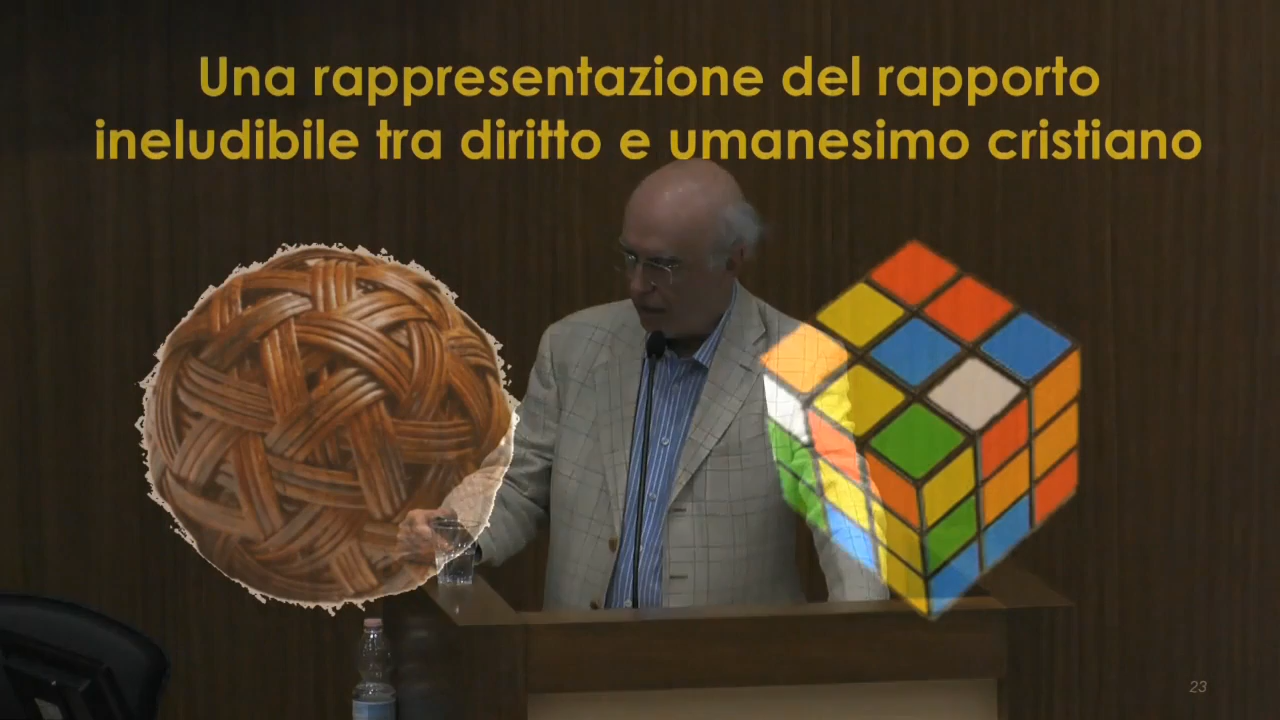 Una rappresentazione del rapporto
ineludibile tra diritto e umanesimo cristiano
23